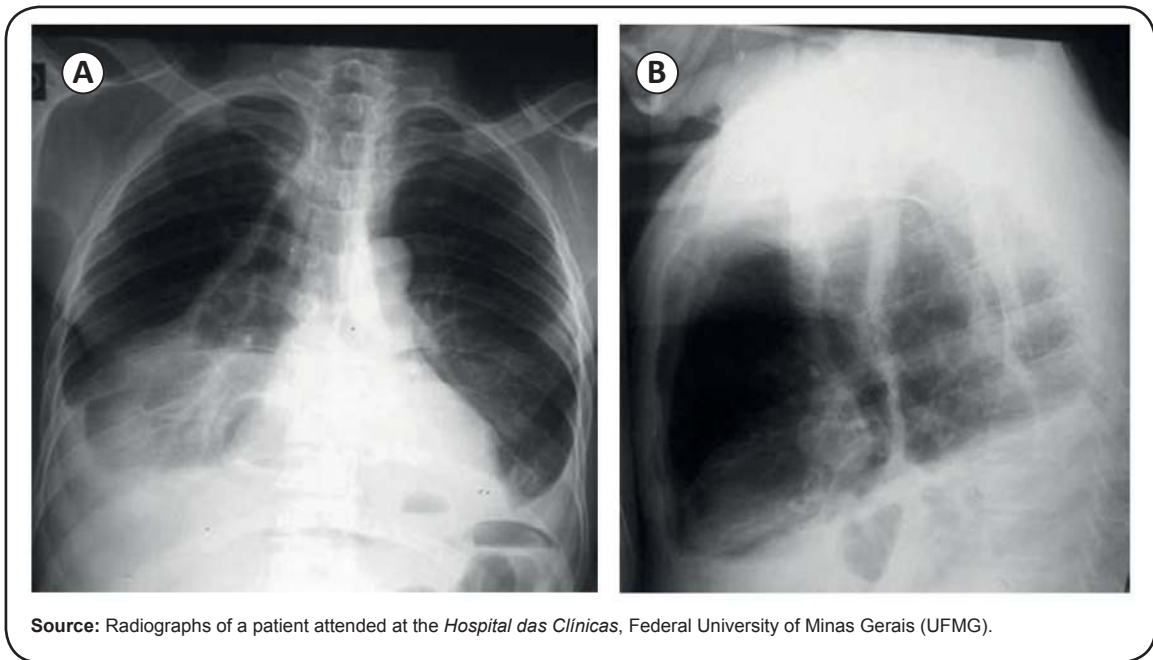 A
B
Source: Radiographs of a patient attended at the Hospital das Clínicas, Federal University of Minas Gerais (UFMG).